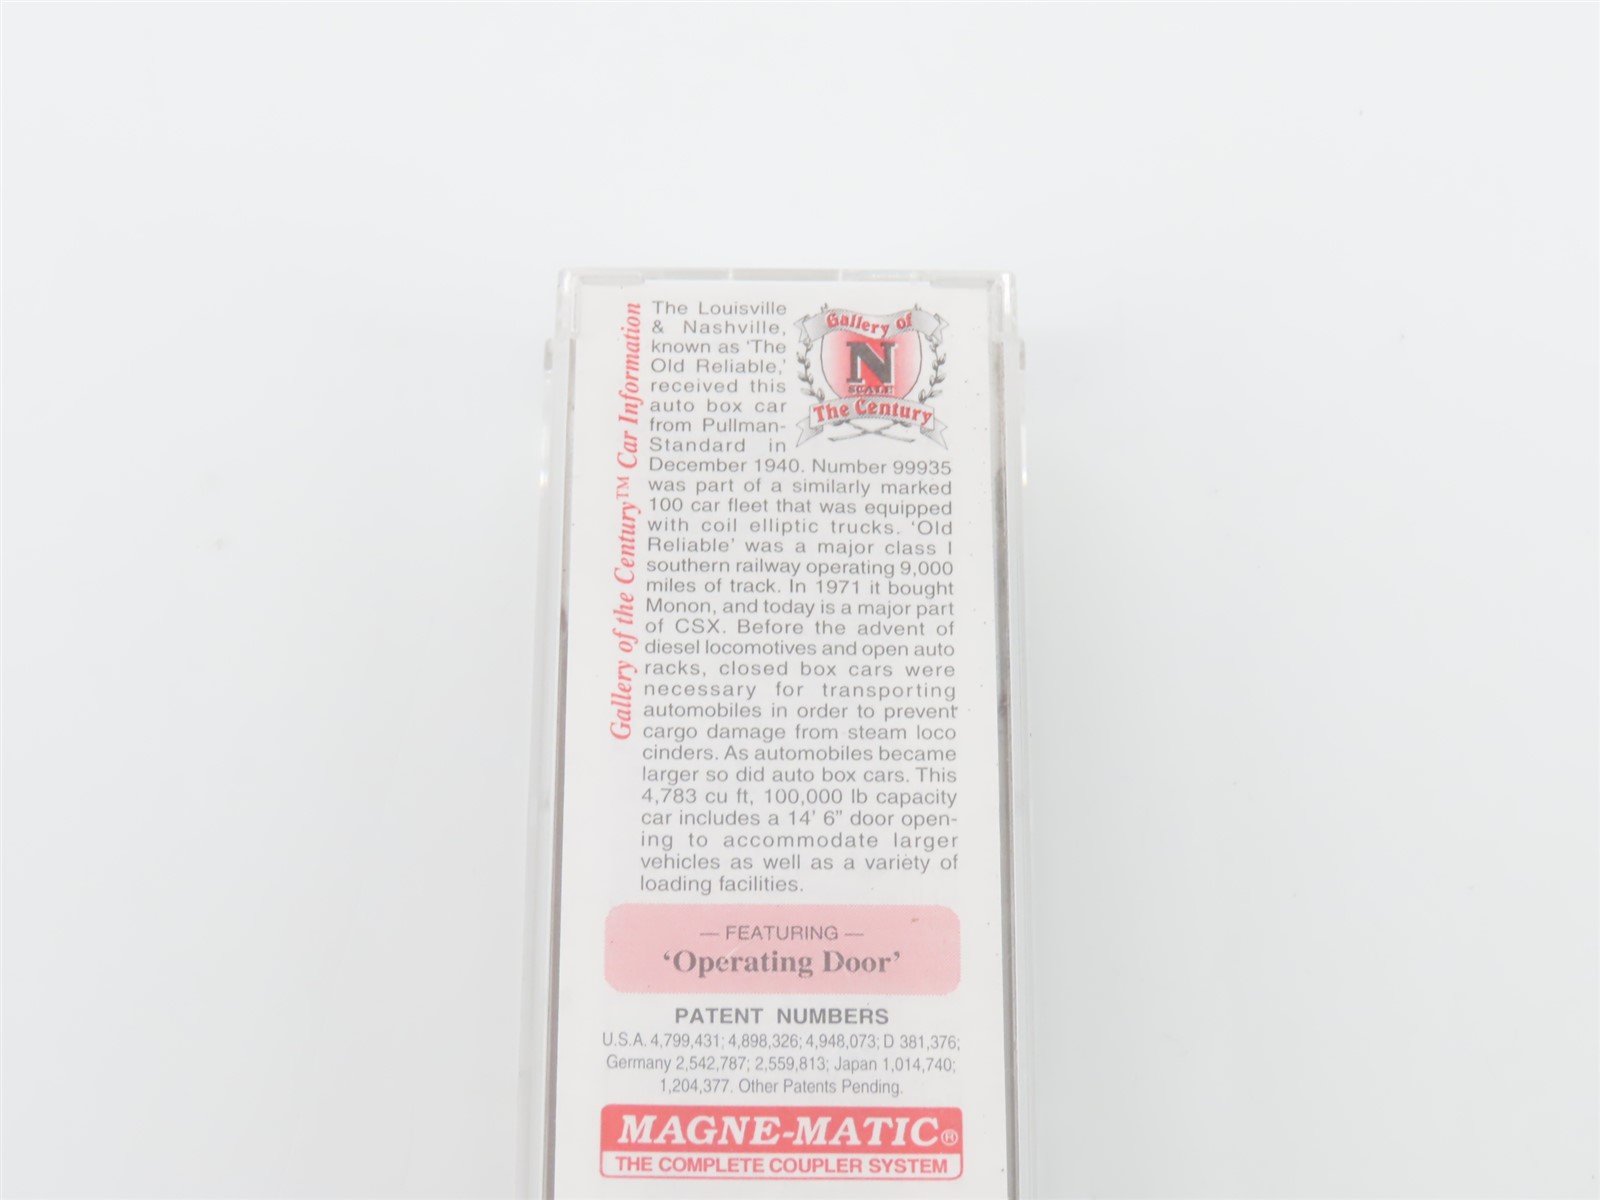 Gallery of the Century™ Car Information
The Louisville
& Nashville,
known as 'The
Old Reliable,'
received this
auto box car
from Pullman-
Standard in
December 1940. Number 99935
was part of a similarly marked
100 car fleet that was equipped
with coil elliptic trucks. 'Old
Reliable' was a major class I
southern railway operating 9,000
miles of track. In 1971 it bought
Monon, and today is a major part
of CSX. Before the advent of
diesel locomotives and open auto
racks, closed box cars were
necessary for transporting
automobiles in order to prevent
cargo damage from steam loco
cinders. As automobiles became
larger so did auto box cars. This
4,783 cu ft, 100,000 lb capacity
car includes a 14' 6" door open-
ing to accommodate larger
vehicles as well as a variety of
loading facilities.
Gallery of
N
SCALE
The Century
— FEATURING —
'Operating Door'
PATENT NUMBERS
U.S.A. 4,799,431; 4,898,326; 4,948,073; D 381,376;
Germany 2,542,787; 2,559,813; Japan 1,014,740;
1,204,377. Other Patents Pending.
MAGNE-MATIC®
THE COMPLETE COUPLER SYSTEM